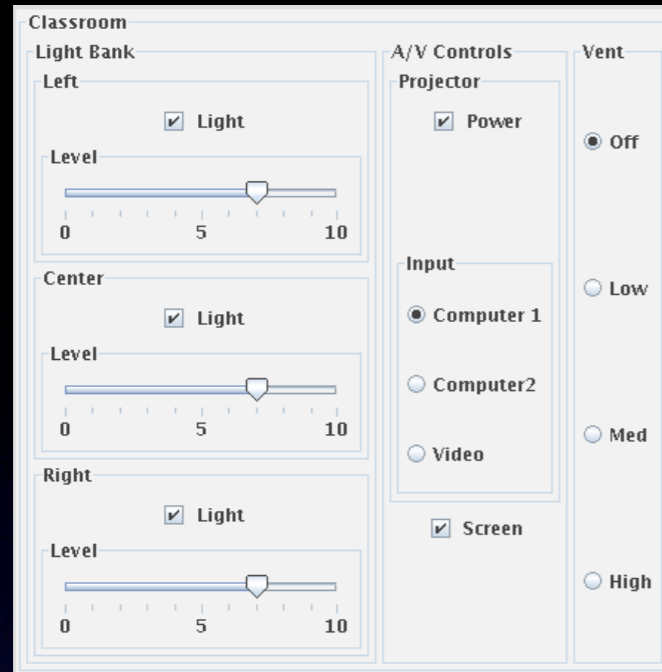 Classroom
Light Bank
Left
Light
Level
0 5 10
Center
Light
Level
0 5 10
Right
Light
Level
0 5 10
A/V Controls
Projector
Power
Input
Computer 1
Computer2
Video
Screen
Vent
Off
Low
Med
High